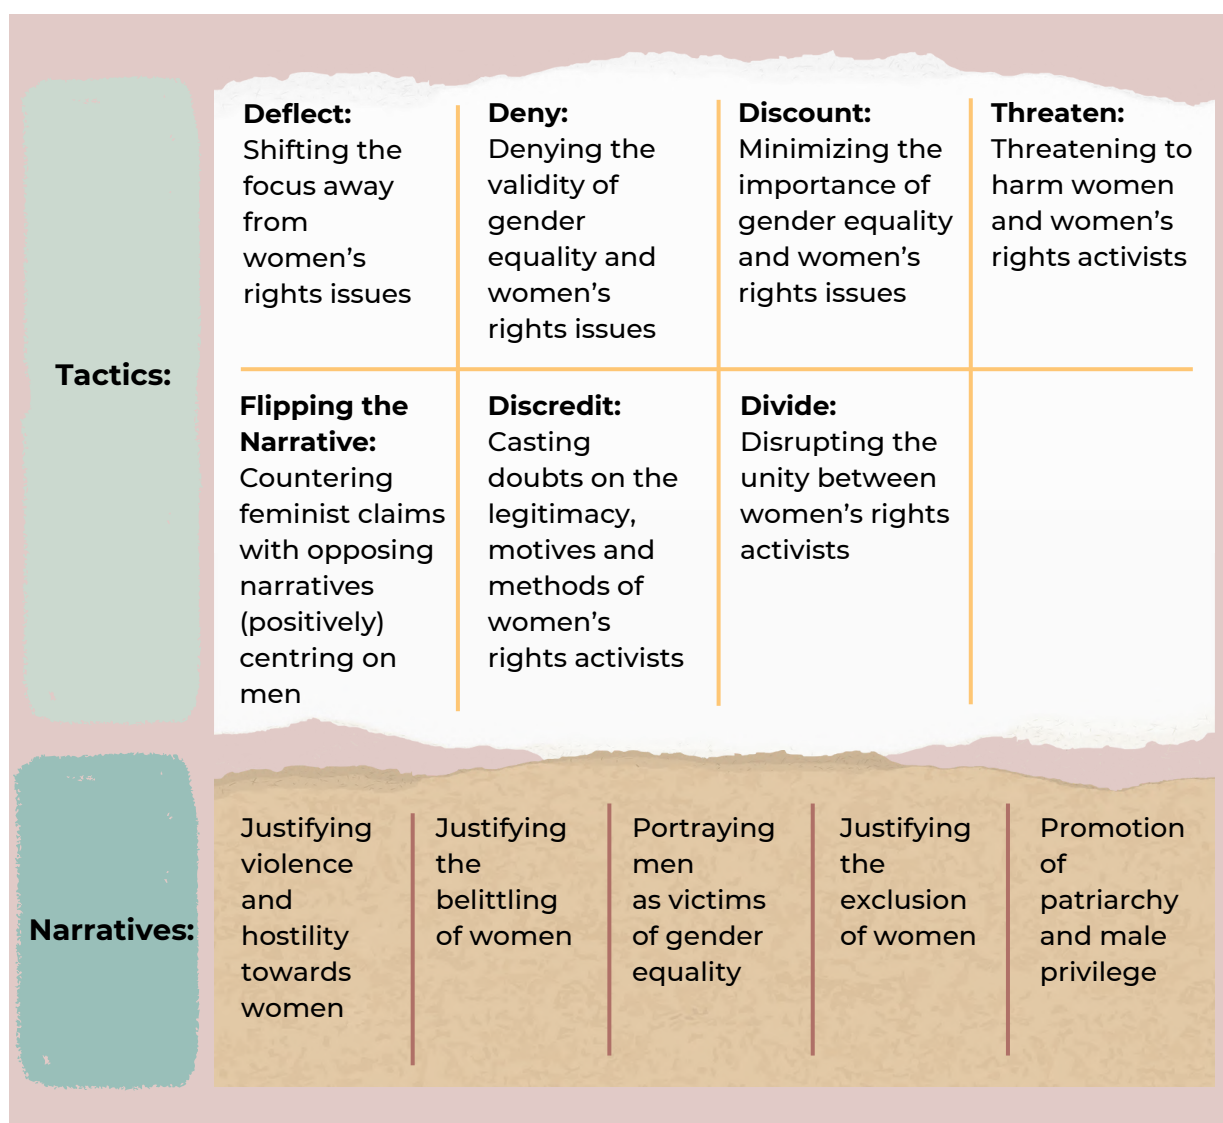 Tactics:
Deflect:
Shifting the
focus away
from
women's
rights issues
Deny:
Denying the
validity of
gender
equality and
women's
rights issues
Discount:
Minimizing the
importance of
gender equality
and women's
rights issues
Threaten:
Threatening to
harm women
and women's
rights activists
Flipping the
Narrative:
Countering
feminist claims
with opposing
narratives
(positively)
centring on
men
Discredit:
Casting
doubts on the
legitimacy,
motives and
methods of
women's
rights activists
Divide:
Disrupting the
unity between
women's rights
activists
Narratives:
Justifying
violence
and
hostility
towards
women
Justifying
the
belittling
of women
Portraying
men
as victims
of gender
equality
Justifying
the
exclusion
of women
Promotion
of
patriarchy
and male
privilege